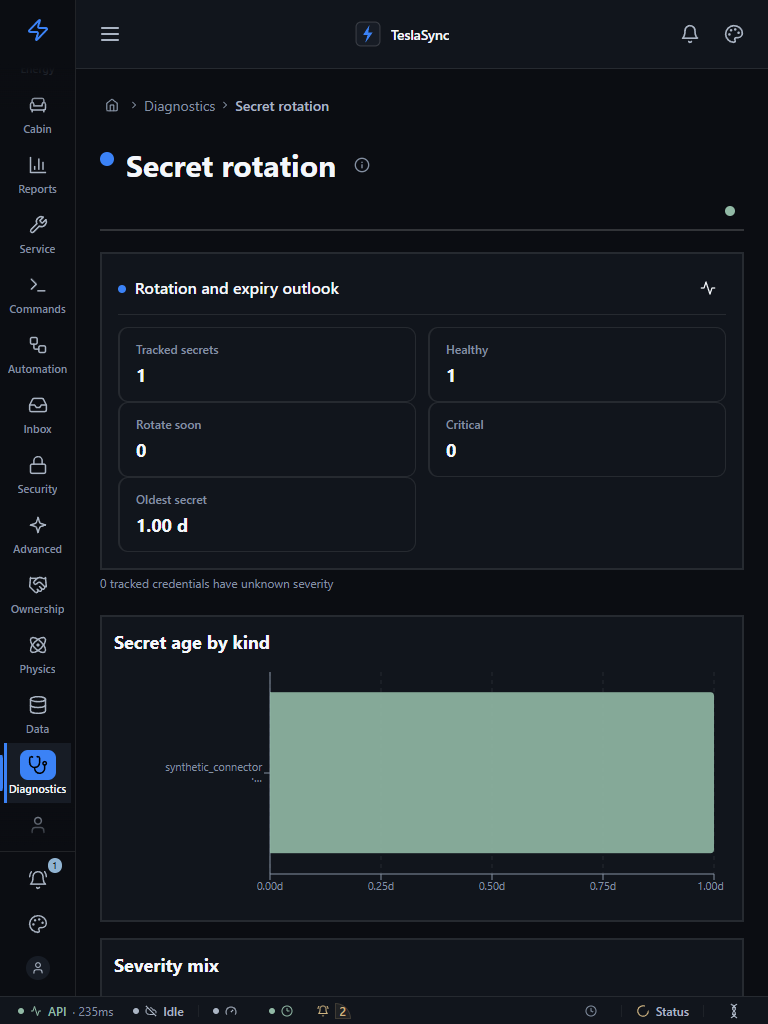 TeslaSync
Energy
Cabin
Reports
Service
Commands
Automation
Inbox
Security
Advanced
Ownership
Physics
Data
Diagnostics
1
Diagnostics > Secret rotation
Secret rotation
Rotation and expiry outlook
Tracked secrets
1
Healthy
1
Rotate soon
0
Critical
0
Oldest secret
1.00 d
0 tracked credentials have unknown severity
Secret age by kind
synthetic_connector
·...
0.00d 0.25d 0.50d 0.75d 1.00d
Severity mix
API · 235ms Idle 2 Status